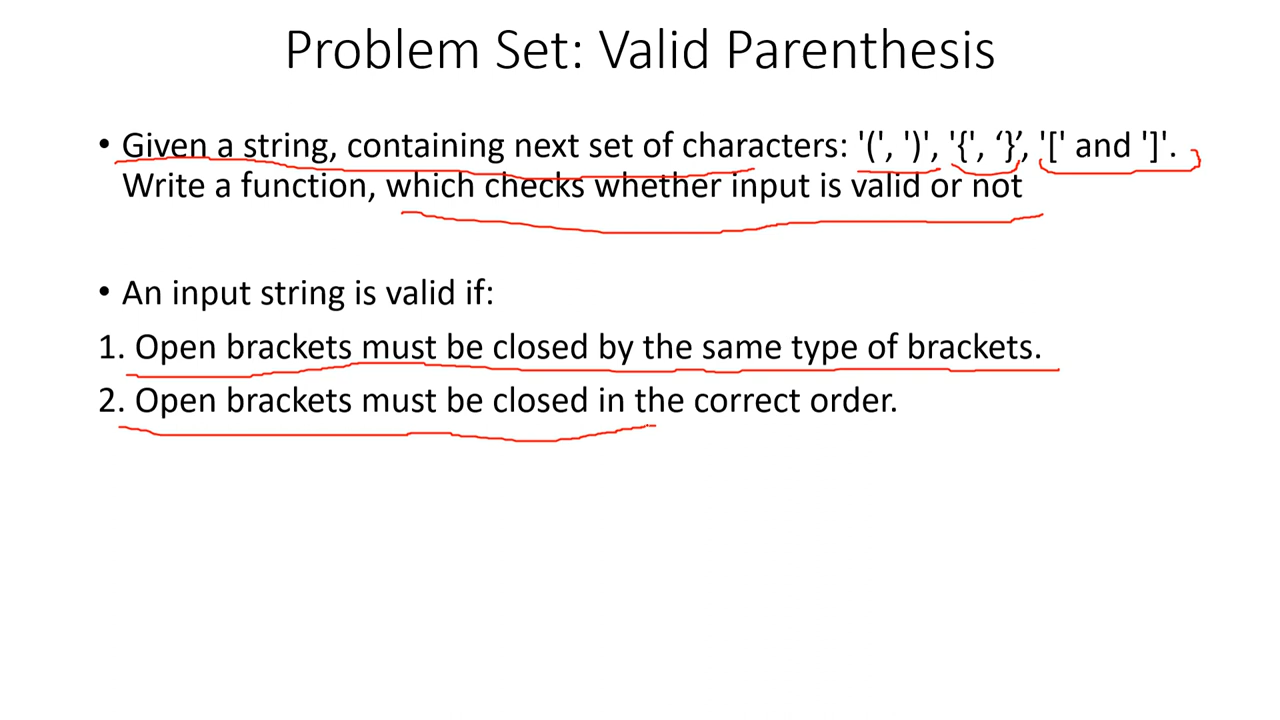 Problem Set: Valid Parenthesis
• Given a string, containing next set of characters: '(', ')', '{', ‘}’, '[' and ']'.
Write a function, which checks whether input is valid or not
• An input string is valid if:
1. Open brackets must be closed by the same type of brackets.
2. Open brackets must be closed in the correct order.